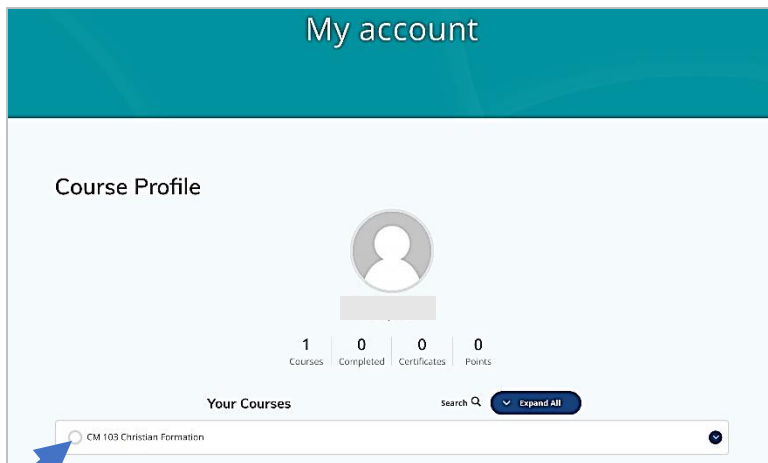 My account
Course Profile
1 0 0 0
Courses Completed Certificates Points
Your Courses Search Expand All
CM 103 Christian Formation